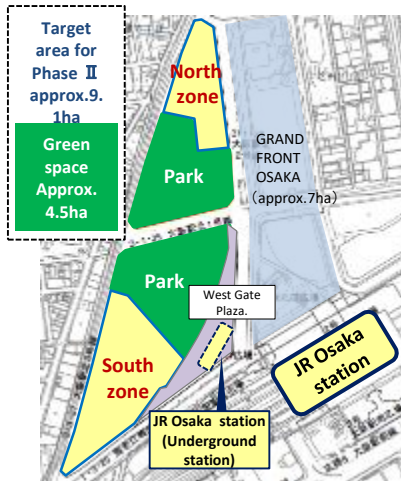 Target
area for
Phase Ⅱ
approx.9.
1ha
Green
space
Approx.
4.5ha
North
zone
Park
GRAND
FRONT
OSAKA
(approx.7ha)
Park
West Gate
Plaza.
South
zone
JR Osaka
station
JR Osaka station
(Underground
station)